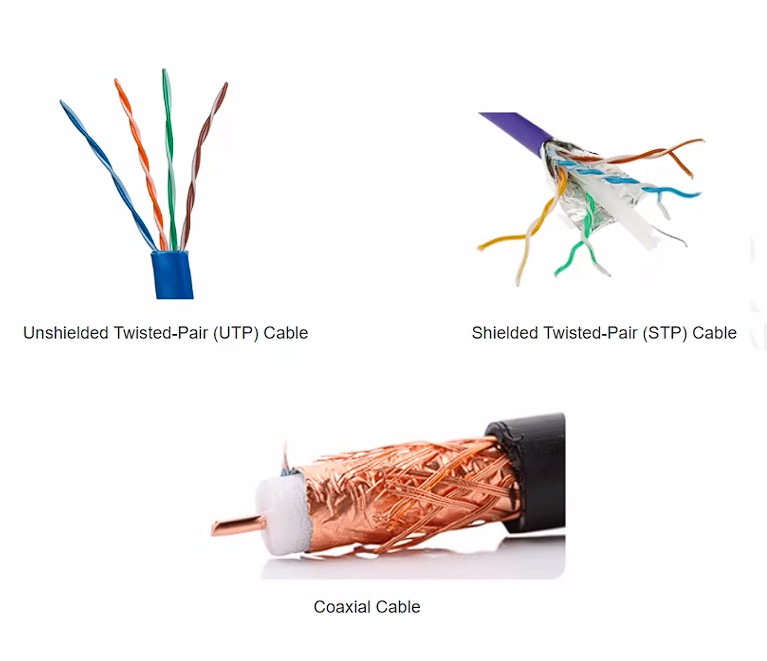 Unshielded Twisted-Pair (UTP) Cable
Shielded Twisted-Pair (STP) Cable
Coaxial Cable